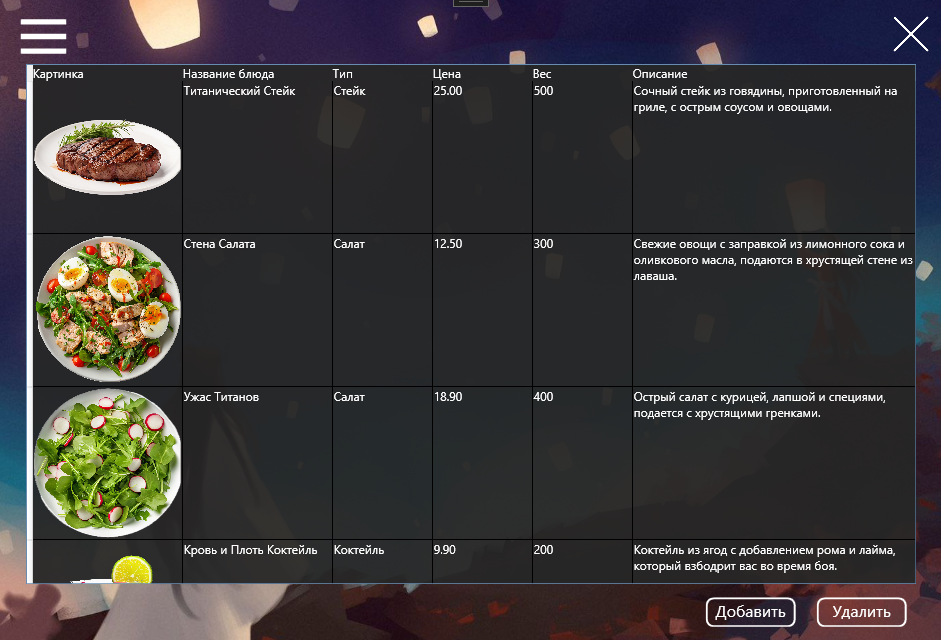 Картинка Название блюда Тип Цена Вес Описание
Титанический Стейк Стейк 25.00 500 Сочный стейк из говядины, приготовленный на
гриле, с острым соусом и овощами.
Стена Салата Салат 12.50 300 Свежие овощи с заправкой из лимонного сока и
оливкового масла, подаются в хрустящей стене из
лаваша.
Ужас Титанов Салат 18.90 400 Острый салат с курицей, лапшой и специями,
подается с хрустящими гренками.
Кровь и Плоть Коктейль Коктейль 9.90 200 Коктейль из ягод с добавлением рома и лайма,
который взбодрит вас во время боя.
Добавить Удалить